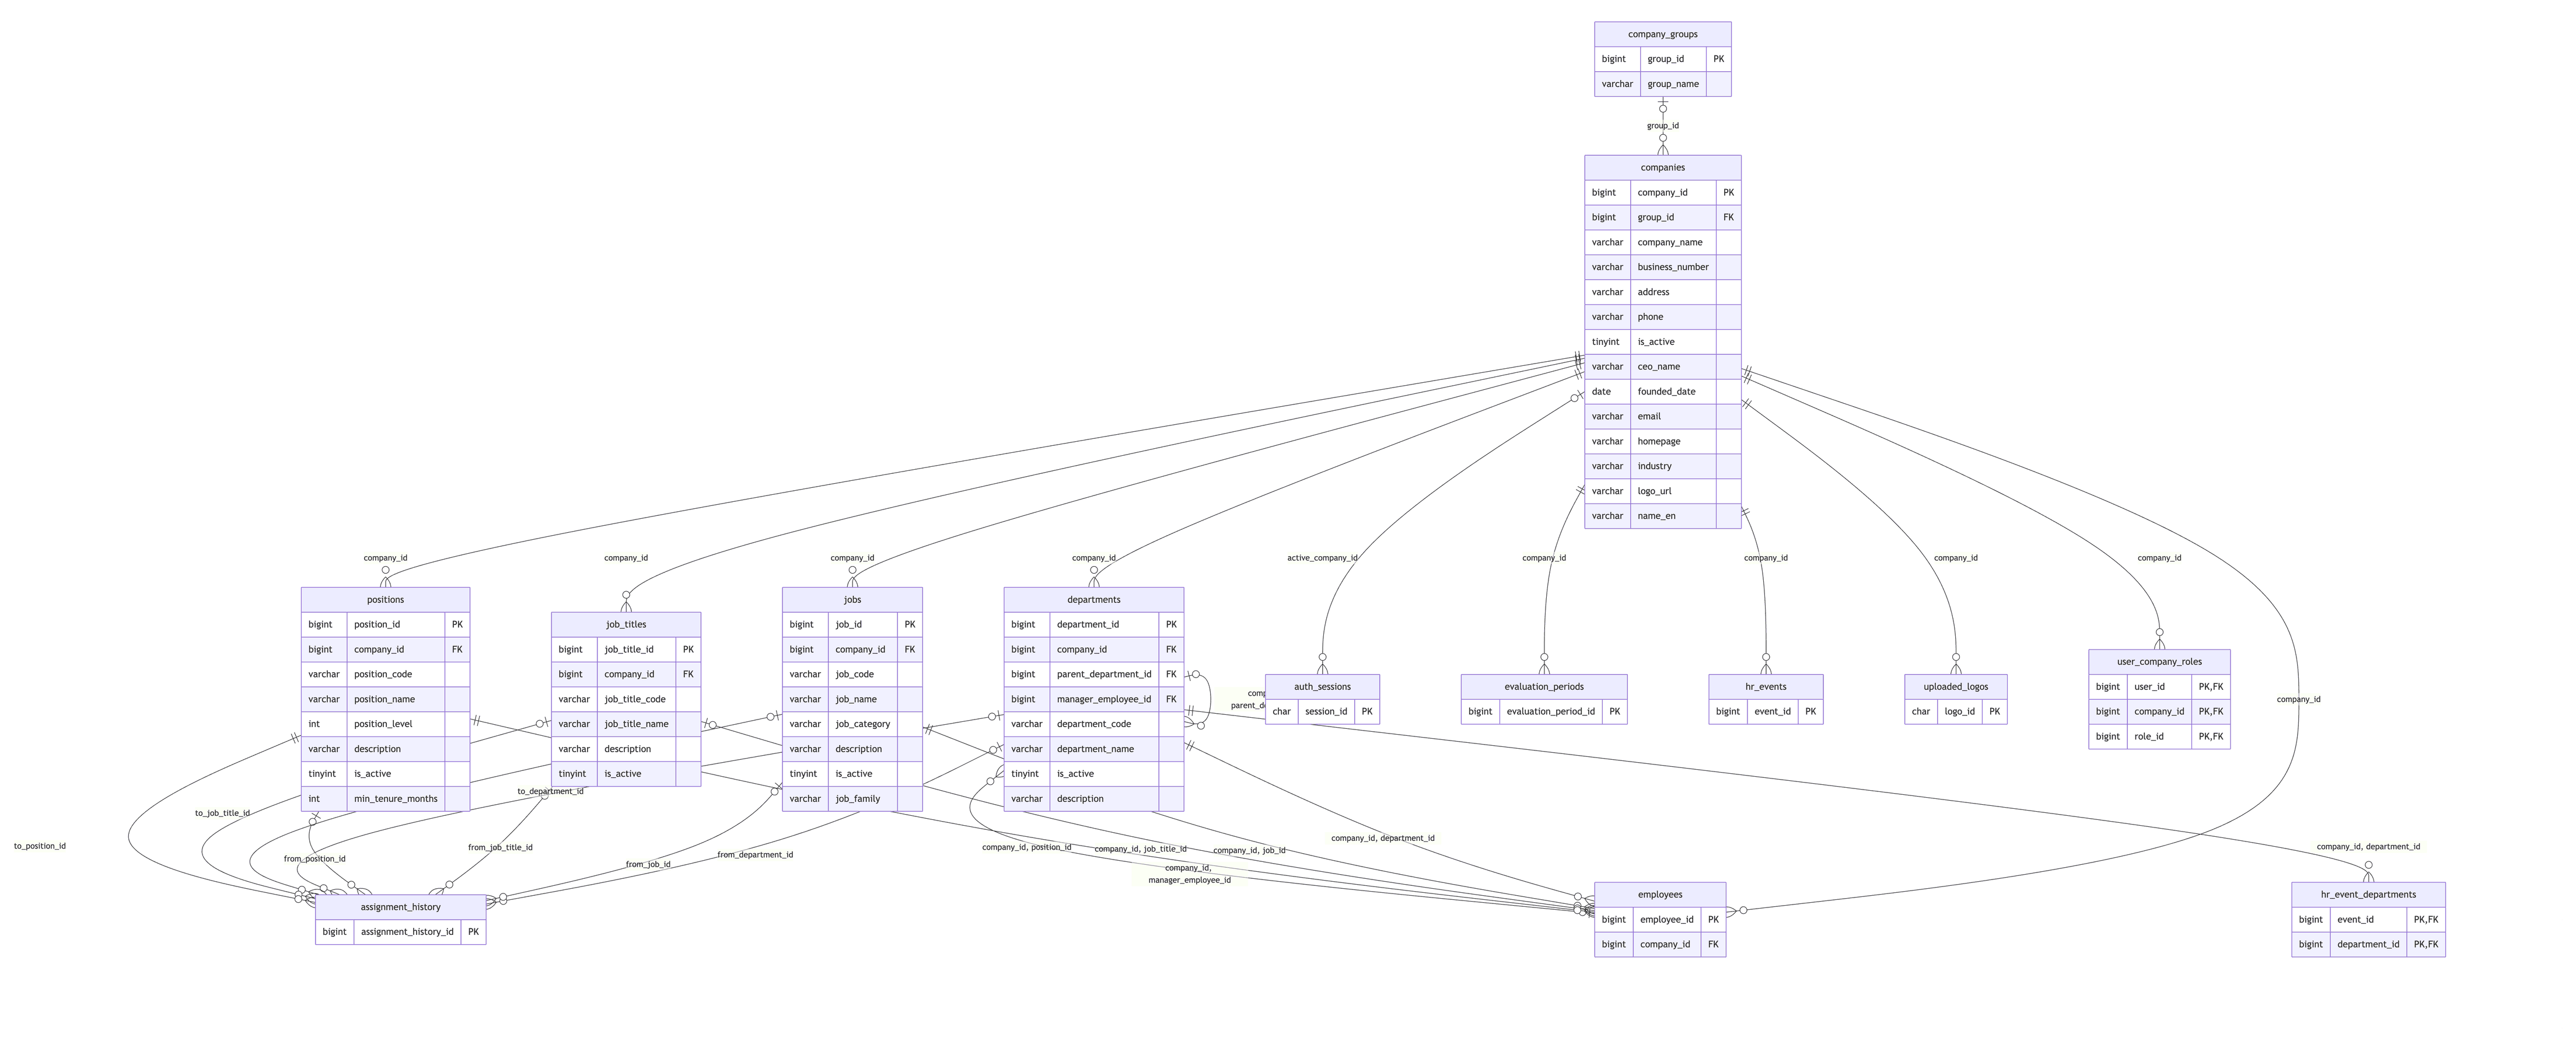 company_groups
bigint group_id PK
varchar group_name
group_id
companies
bigint company_id PK
bigint group_id FK
varchar company_name
varchar business_number
varchar address
varchar phone
tinyint is_active
varchar ceo_name
date founded_date
varchar email
varchar homepage
varchar industry
varchar logo_url
varchar name_en
company_id
company_id
company_id
company_id
active_company_id
company_id
company_id
company_id
company_id
company_id
positions
bigint position_id PK
bigint company_id FK
varchar position_code
varchar position_name
int position_level
varchar description
tinyint is_active
int min_tenure_months
job_titles
bigint job_title_id PK
bigint company_id FK
varchar job_title_code
varchar job_title_name
varchar description
tinyint is_active
jobs
bigint job_id PK
bigint company_id FK
varchar job_code
varchar job_name
varchar job_category
varchar description
tinyint is_active
varchar job_family
departments
bigint department_id PK
bigint company_id FK
bigint parent_department_id FK
bigint manager_employee_id FK
varchar department_code
varchar department_name
tinyint is_active
varchar description
auth_sessions
char session_id PK
evaluation_periods
bigint evaluation_period_id PK
hr_events
bigint event_id PK
uploaded_logos
char logo_id PK
user_company_roles
bigint user_id PK,FK
bigint company_id PK,FK
bigint role_id PK,FK
to_position_id
to_job_title_id
to_department_id
from_position_id
from_job_title_id
from_job_id
from_department_id
company_id, position_id
company_id, job_title_id
company_id, job_id
company_id, department_id
company_id,
manager_employee_id
company_id, department_id
assignment_history
bigint assignment_history_id PK
employees
bigint employee_id PK
bigint company_id FK
hr_event_departments
bigint event_id PK,FK
bigint department_id PK,FK